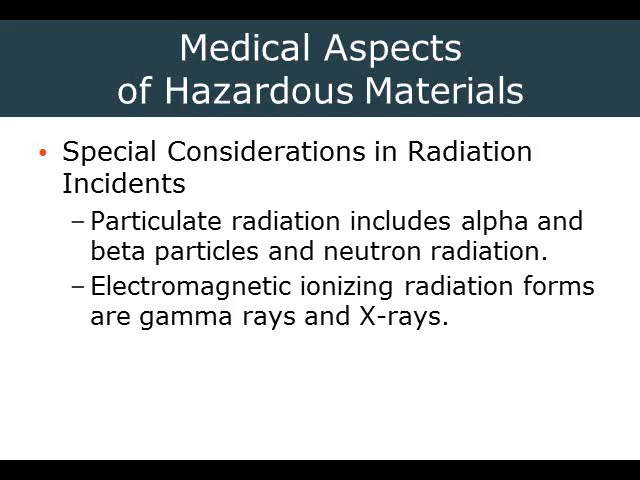 Medical Aspects
of Hazardous Materials
• Special Considerations in Radiation
Incidents
– Particulate radiation includes alpha and
beta particles and neutron radiation.
– Electromagnetic ionizing radiation forms
are gamma rays and X-rays.